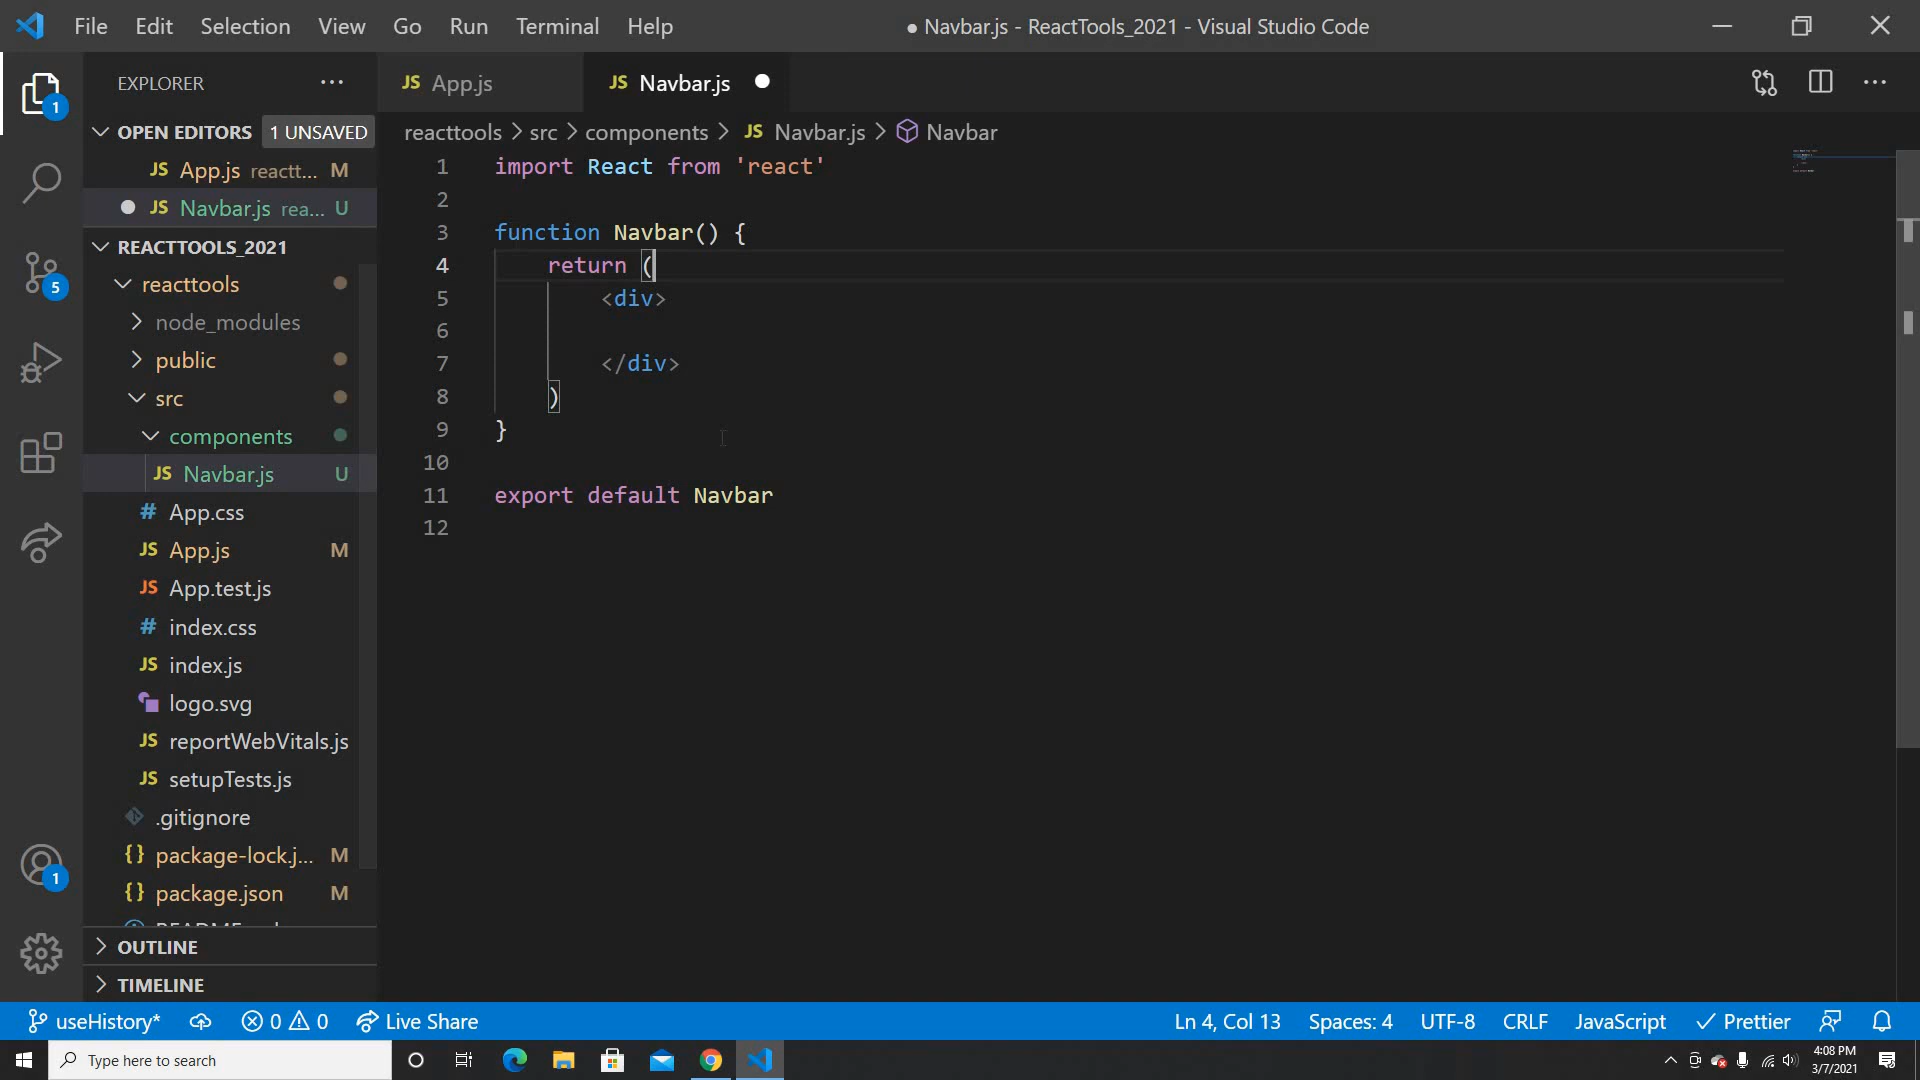 File Edit Selection View Go Run Terminal Help
● Navbar.js - ReactTools_2021 - Visual Studio Code
EXPLORER
1
OPEN EDITORS 1 UNSAVED
JS App.js reactt... M
JS Navbar.js rea... U
REACTTOOLS_2021
reacttools
node_modules
public
src
components
JS Navbar.js U
# App.css
JS App.js M
JS App.test.js
# index.css
JS index.js
logo.svg
JS reportWebVitals.js
JS setupTests.js
.gitignore
{} package-lock.j... M
{} package.json M
OUTLINE
TIMELINE
5
1
JS App.js
JS Navbar.js
reacttools > src > components > JS Navbar.js > Navbar
1 import React from 'react'
2
3 function Navbar() {
4 return (
5 <div>
6
7 </div>
8 )
9 }
10
11 export default Navbar
12
useHistory* 0 0 Live Share
Ln 4, Col 13 Spaces: 4 UTF-8 CRLF JavaScript Prettier
Type here to search
4:08 PM
3/7/2021